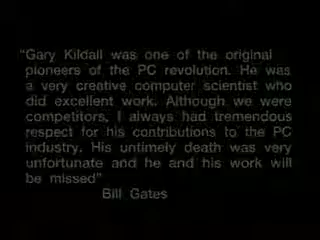 "Gary Kildall was one of the original
pioneers of the PC revolution. He was
a very creative computer scientist who
did excellent work. Although we were
competitors, I always had tremendous
respect for his contributions to the PC
industry. His untimely death was very
unfortunate and he and his work will
be missed"
Bill Gates